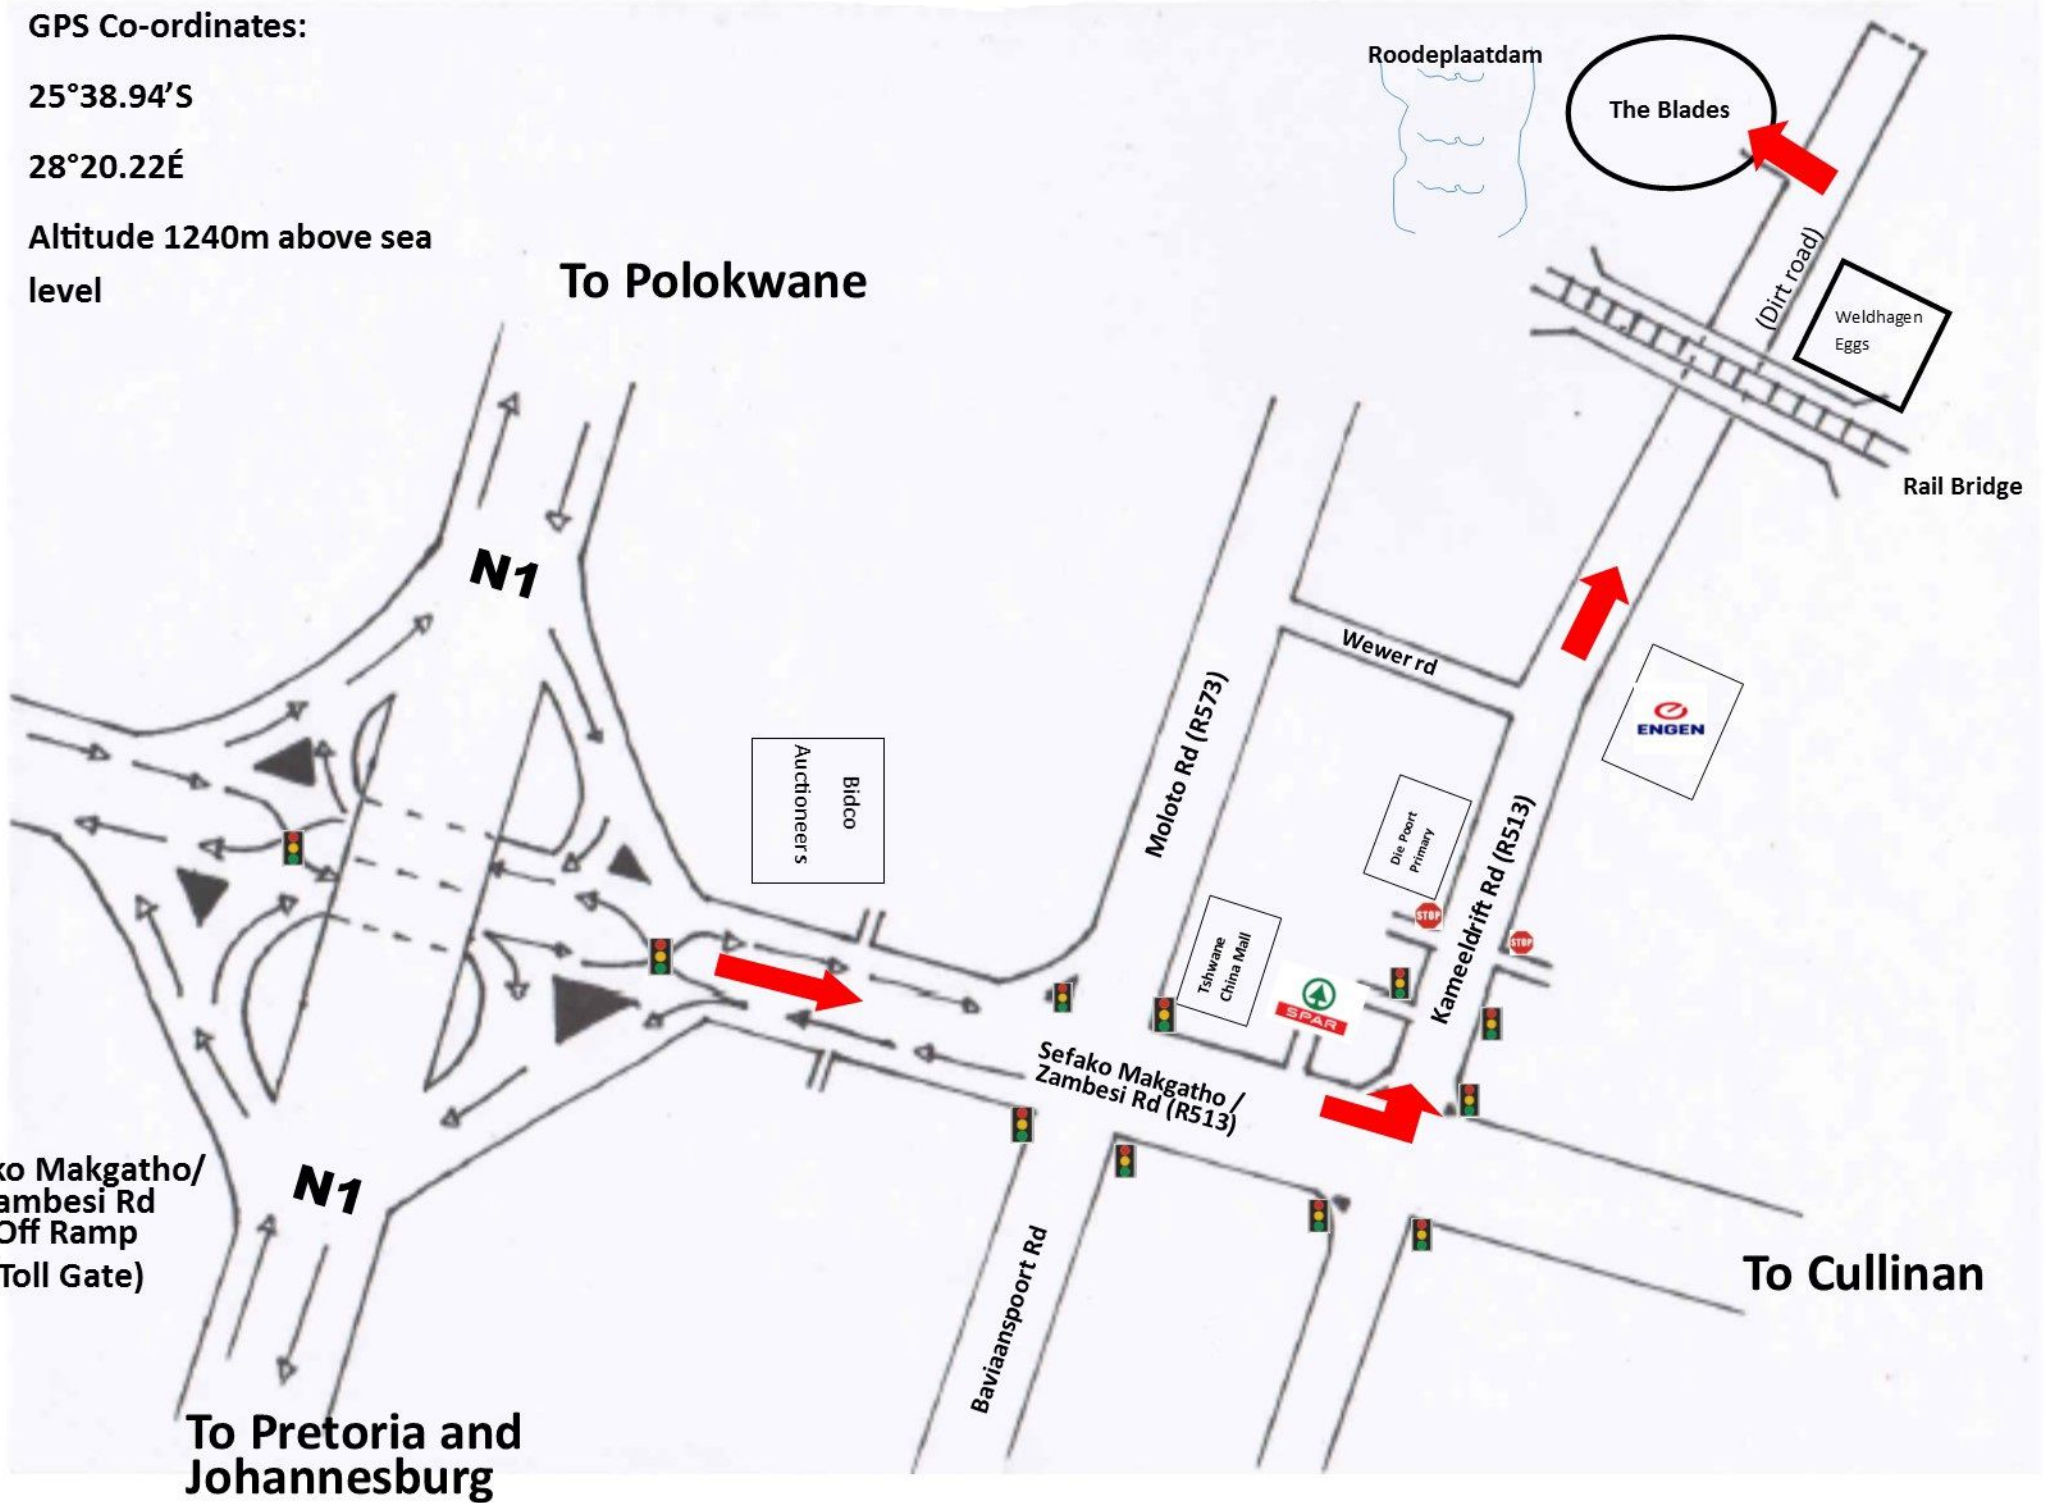 GPS Co-ordinates:
25°38.94’S
28°20.22É
Altitude 1240m above sea
level
Roodeplaatdam
The Blades
To Polokwane
(Dirt road)
Weldhagen
Eggs
Rail Bridge
N1
Wewer rd
Moloto Rd (R573)
ENGEN
Bidco
Auctioneers
Die Poort
Primary
Kameeldrift Rd (R513)
STOP
STOP
Tshwane
China Mall
SPAR
Sefako Makgatho /
Zambesi Rd (R513)
ko Makgatho/
ambesi Rd
Off Ramp
Toll Gate)
N1
Baviaanspoort Rd
To Cullinan
To Pretoria and
Johannesburg